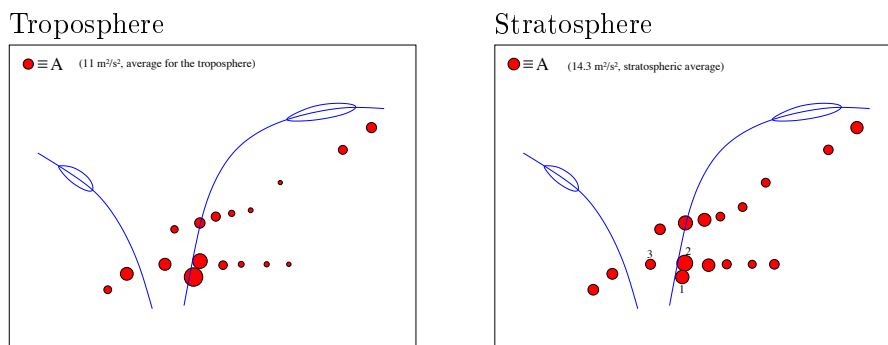 Troposphere
≡ A (11 m²/s², average for the troposphere)
Stratosphere
≡ A (14.3 m²/s², stratospheric average)
3
2
1